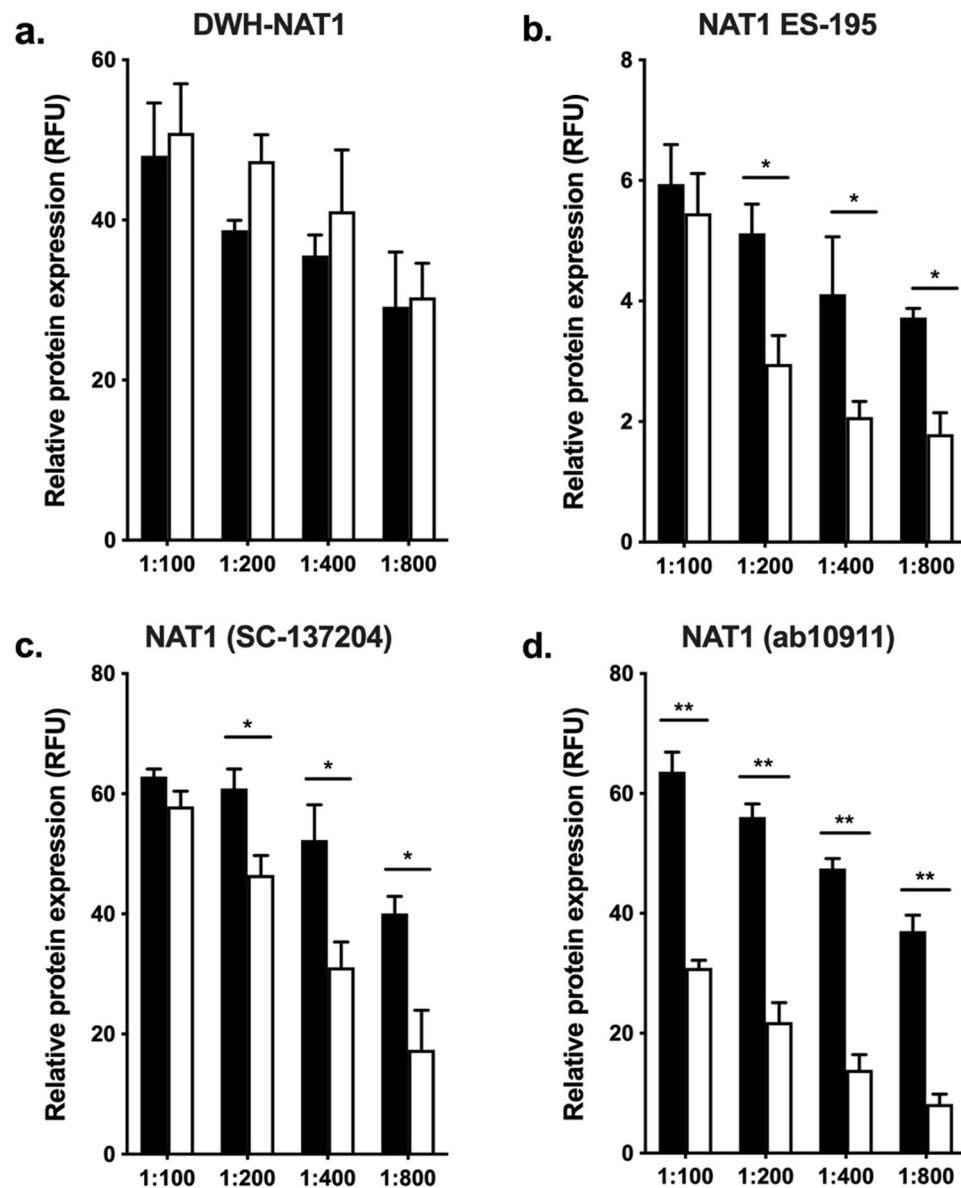 a.
DWH-NAT1
Relative protein expression (RFU)
60
40
20
0
1:100 1:200 1:400 1:800
b.
NAT1 ES-195
Relative protein expression (RFU)
8
6
4
2
0
*
*
*
1:100 1:200 1:400 1:800
c.
NAT1 (SC-137204)
Relative protein expression (RFU)
80
60
40
20
0
*
*
*
1:100 1:200 1:400 1:800
d.
NAT1 (ab10911)
Relative protein expression (RFU)
80
60
40
20
0
**
**
**
**
1:100 1:200 1:400 1:800